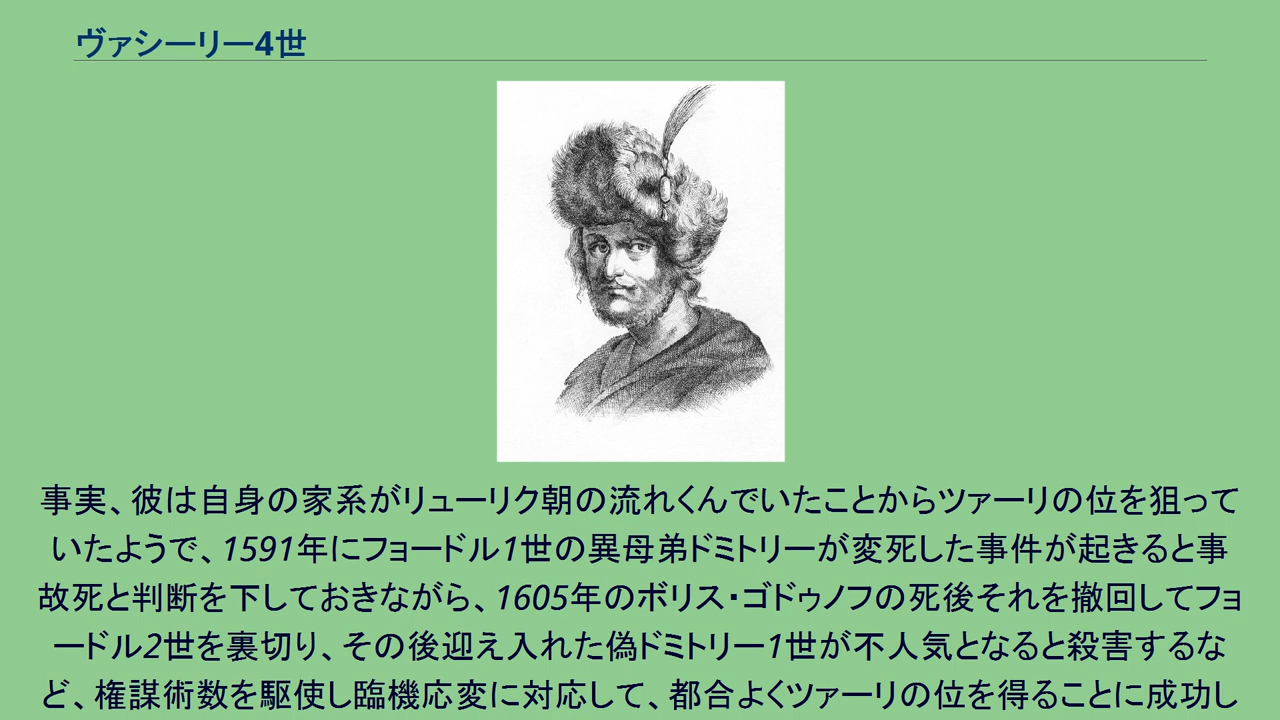 ヴァシーリー4世
事実、彼は自身の家系がリューリク朝の流れくんでいたことからツァーリの位を狙って
いたようで、1591年にフョードル1世の異母弟ドミトリーが変死した事件が起きると事
故死と判断を下しておきながら、1605年のボリス・ゴドゥノフの死後それを撤回してフョ
ードル2世を裏切り、その後迎え入れた偽ドミトリー1世が不人気となると殺害するな
ど、権謀術数を駆使し臨機応変に対応して、都合よくツァーリの位を得ることに成功し